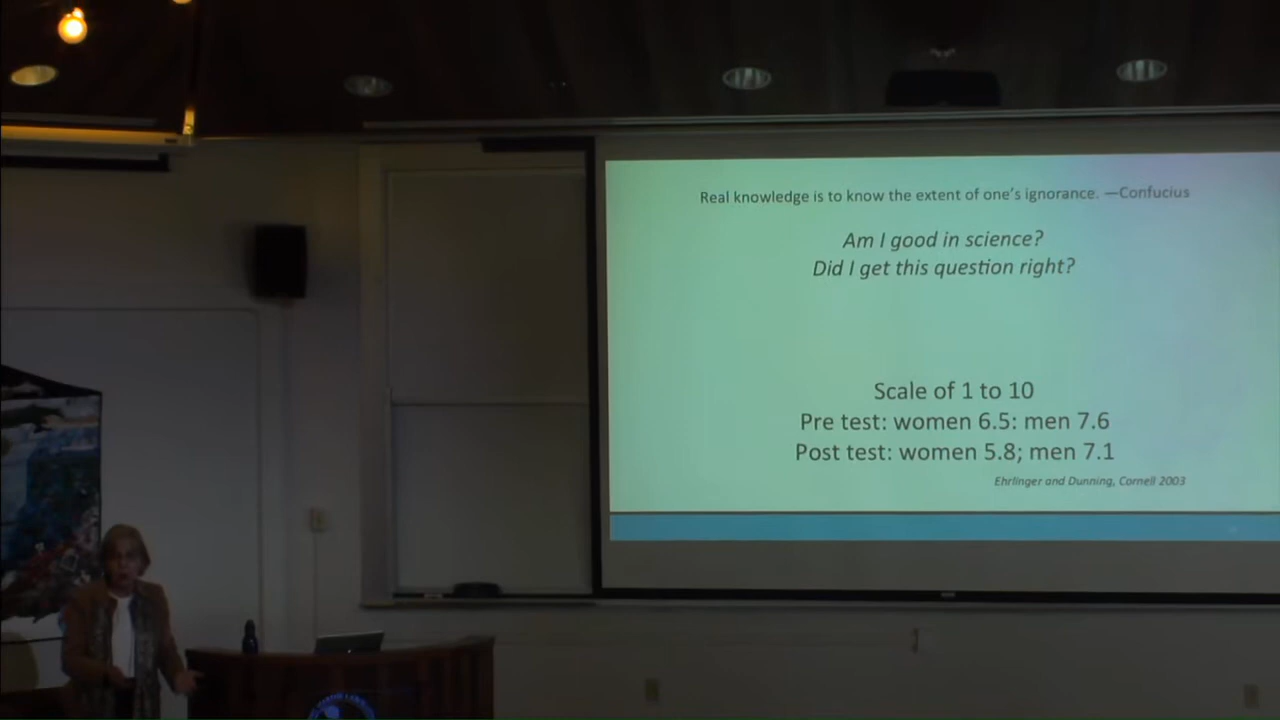 Real knowledge is to know the extent of one's ignorance. —Confucius
Am I good in science?
Did I get this question right?
Scale of 1 to 10
Pre test: women 6.5: men 7.6
Post test: women 5.8; men 7.1
Ehrlinger and Dunning, Cornell 2003